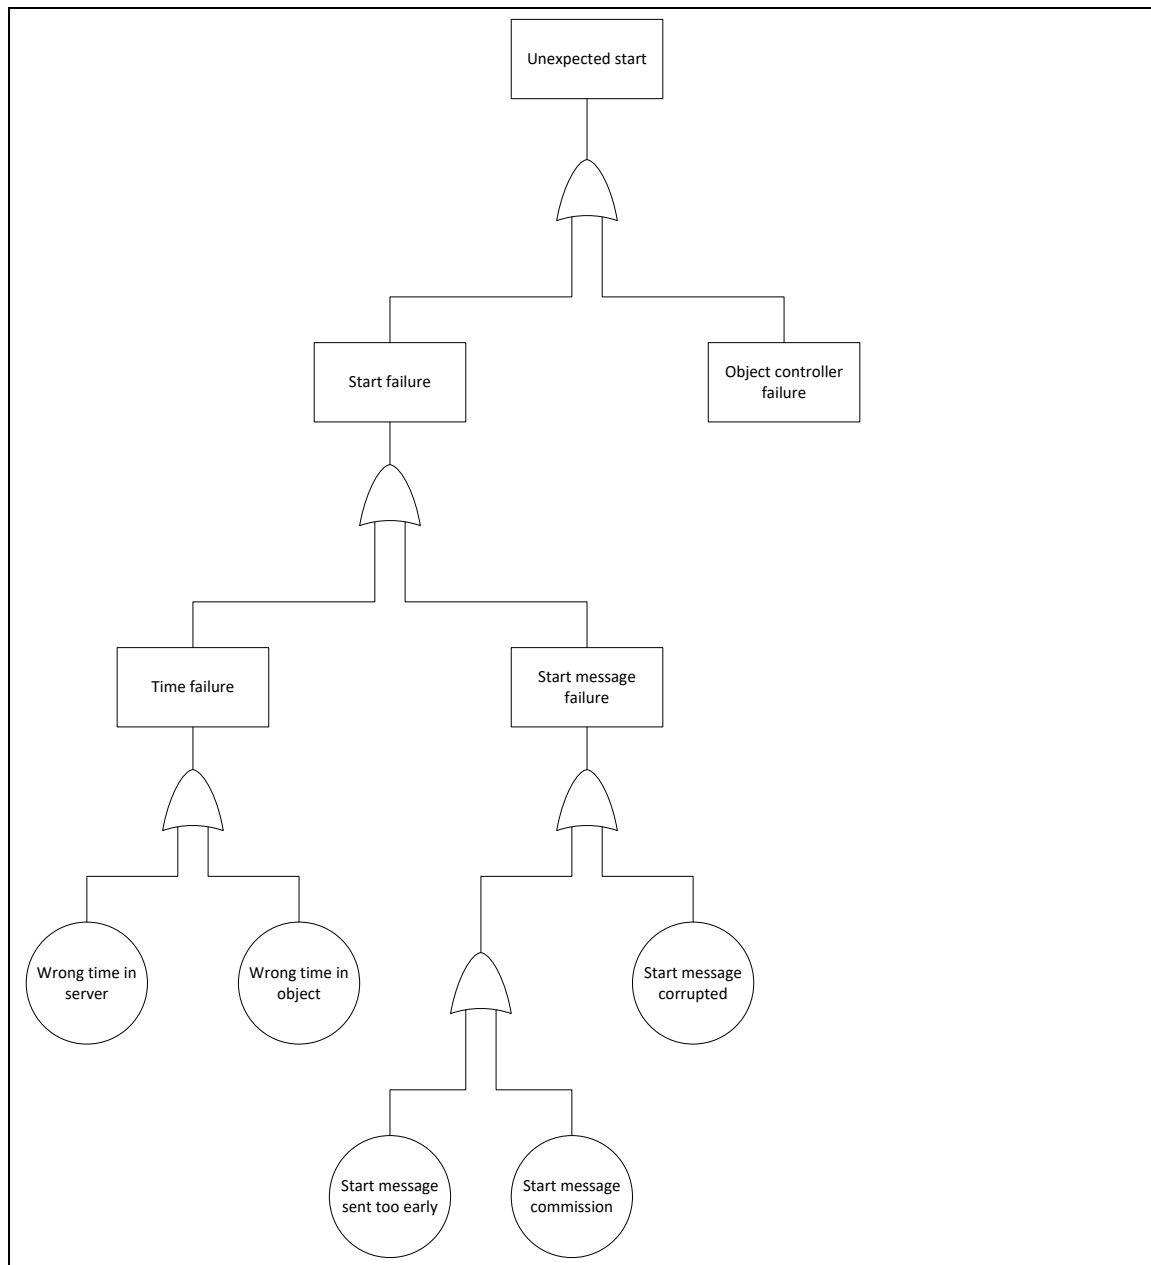 Unexpected start
Start failure
Object controller
failure
Time failure
Start message
failure
Wrong time in
server
Wrong time in
object
Start message
corrupted
Start message
sent too early
Start message
commission